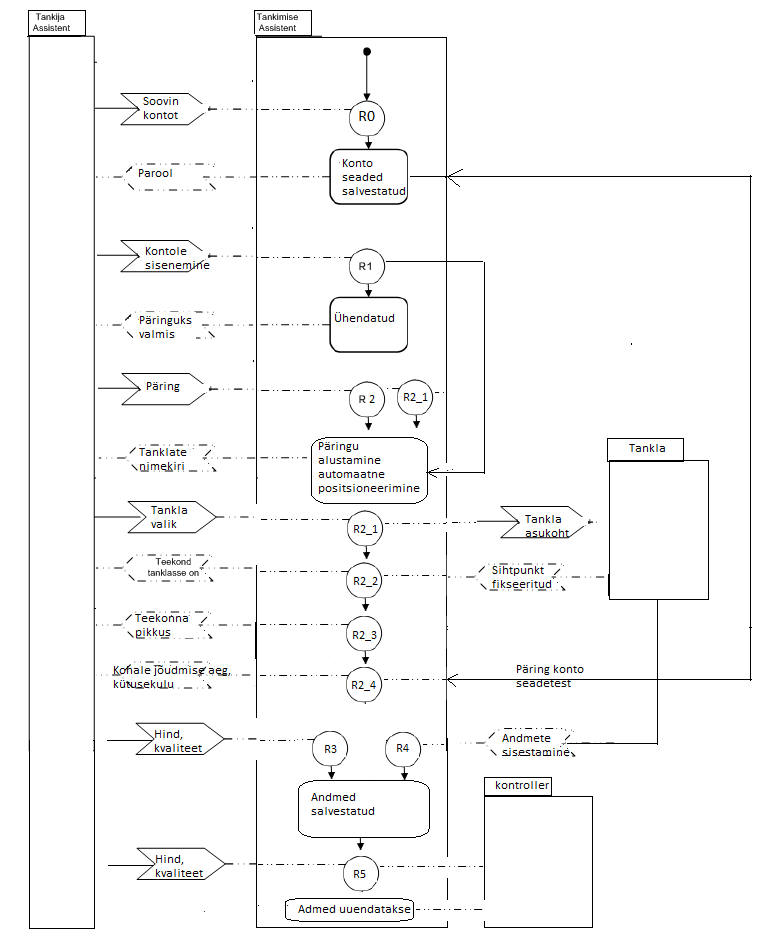 Tankija
Assistent
Tankimise
Assistent
Soovin
kontot
R0
Parool
Konto
seaded
salvestatud
Kontole
sisenemine
R1
Päringuks
valmis
Ühendatud
Päring
R 2
R2_1
Tanklate
nimekiri
Päringu
alustamine
automaatne
positsioneerimine
Tankla
Tankla
valik
R2_1
Tankla
asukoht
Teekond
tanklasse on
R2_2
Sihtpunkt
fikseeritud
Teekonna
pikkus
R2_3
Kohale jõudmise aeg,
kütusekulu
R2_4
Päring konto
seadetest
Hind,
kvaliteet
R3
R4
Andmete
sisestamine
Andmed
salvestatud
kontroller
Hind,
kvaliteet
R5
Admed uuendatakse